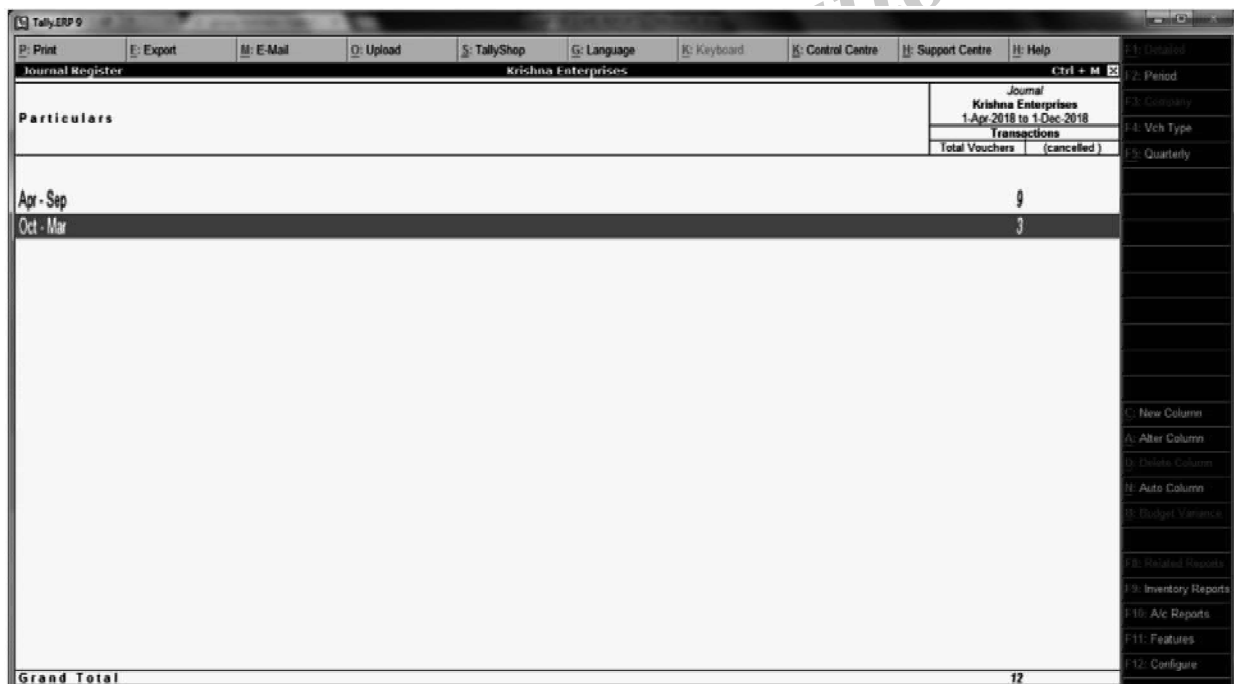 Tally.ERP 9
P: Print E: Export M: E-Mail O: Upload S: TallyShop G: Language K: Keyboard K: Control Centre H: Support Centre H: Help
Journal Register Krishna Enterprises Ctrl + M
Particulars
Journal
Krishna Enterprises
1-Apr-2018 to 1-Dec-2018
Transactions
Total Vouchers (cancelled )
Apr - Sep 9
Oct - Mar 3
Grand Total 12
F1: Detailed
F2: Period
F3: Company
F4: Vch Type
F5: Quarterly
C: New Column
A: Alter Column
D: Delete Column
N: Auto Column
B: Budget Variance
F8: Related Reports
F9: Inventory Reports
F10: A/c Reports
F11: Features
F12: Configure